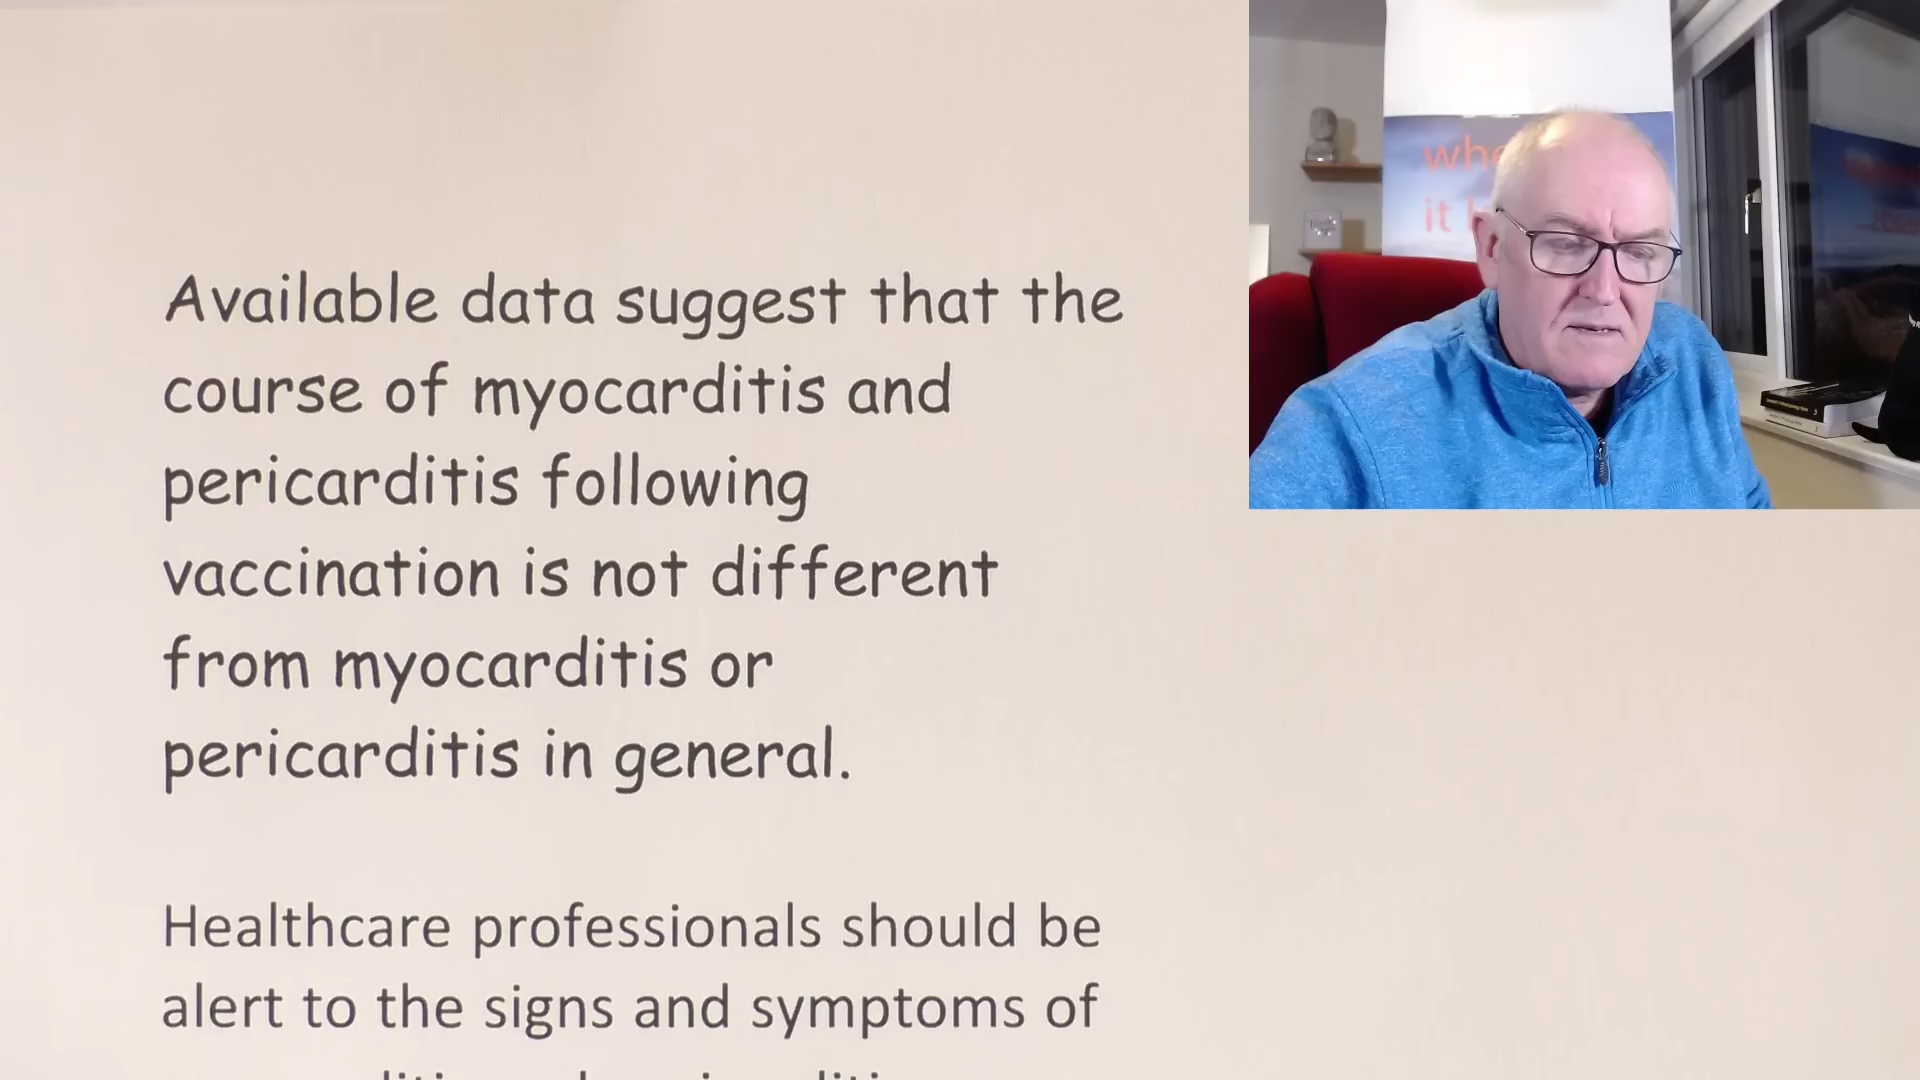 Available data suggest that the
course of myocarditis and
pericarditis following
vaccination is not different
from myocarditis or
pericarditis in general.
Healthcare professionals should be
alert to the signs and symptoms of
it